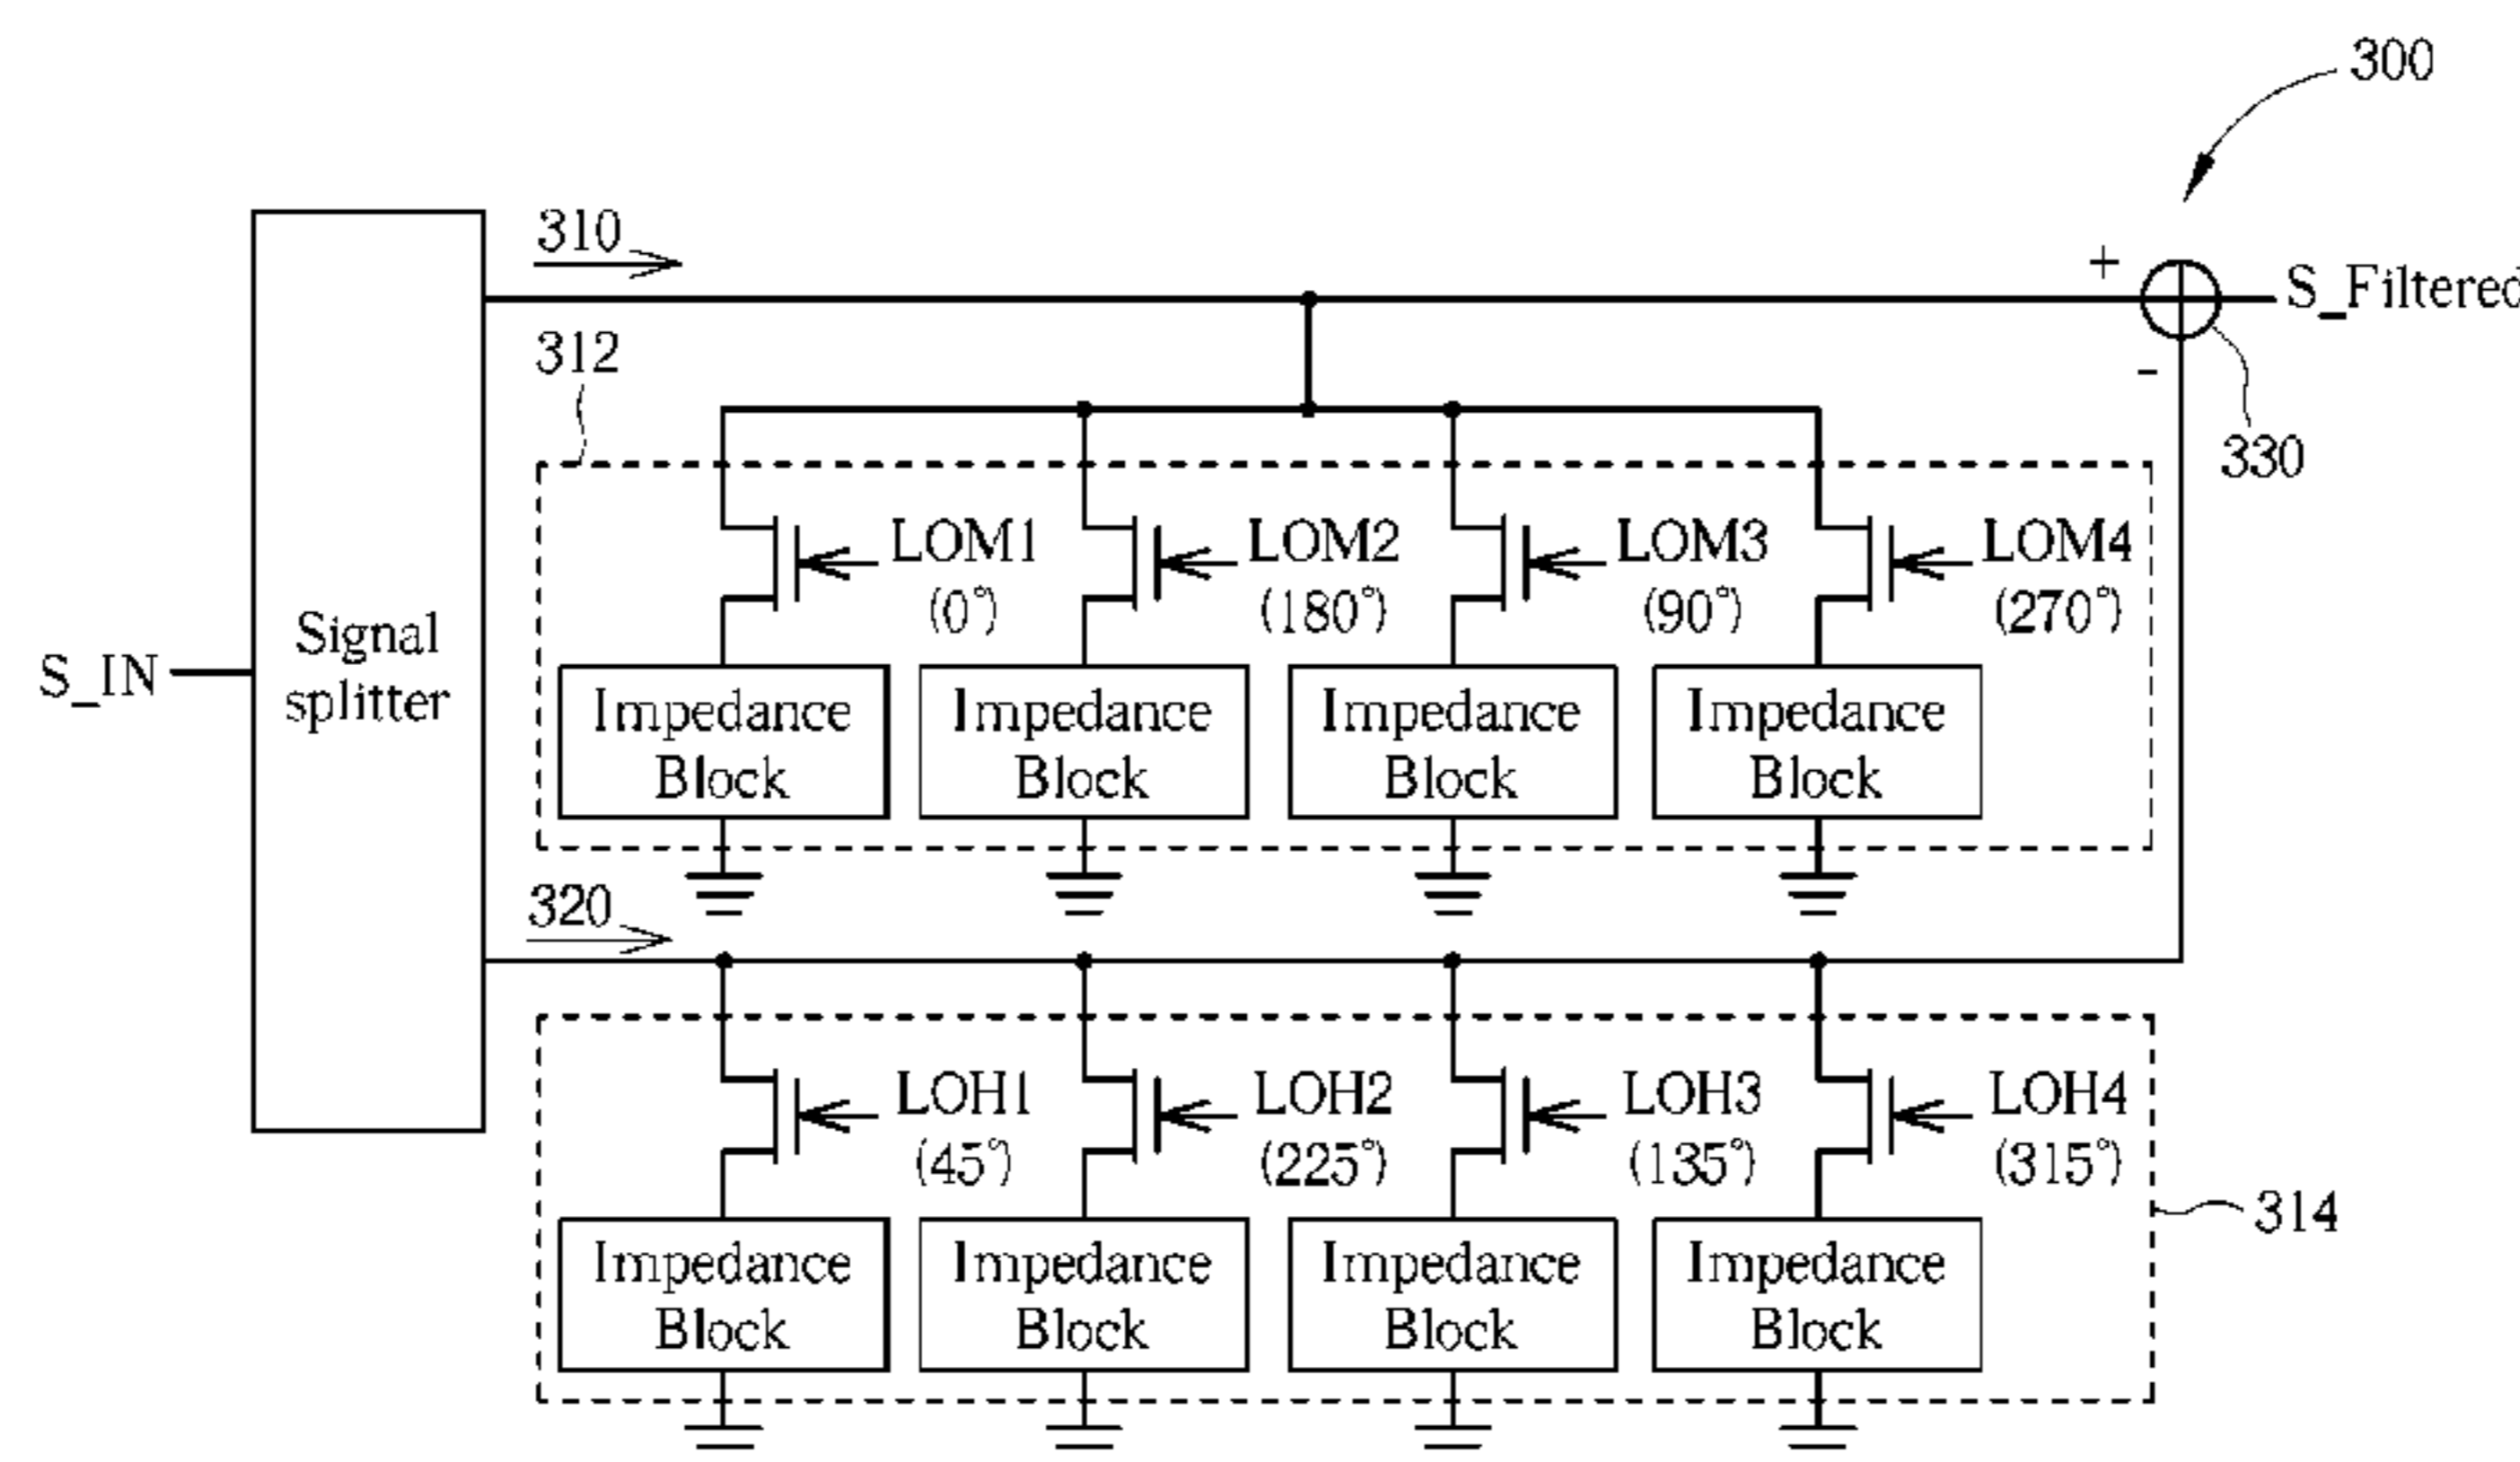 300
310
+
S_Filtered
312
-
330
LOM1 LOM2 LOM3 LOM4
(0°) (180°) (90°) (270°)
Signal
splitter
S_IN
Impedance Impedance Impedance Impedance
Block Block Block Block
320
LOH1 LOH2 LOH3 LOH4
(45°) (225°) (135°) (315°)
314
Impedance Impedance Impedance Impedance
Block Block Block Block